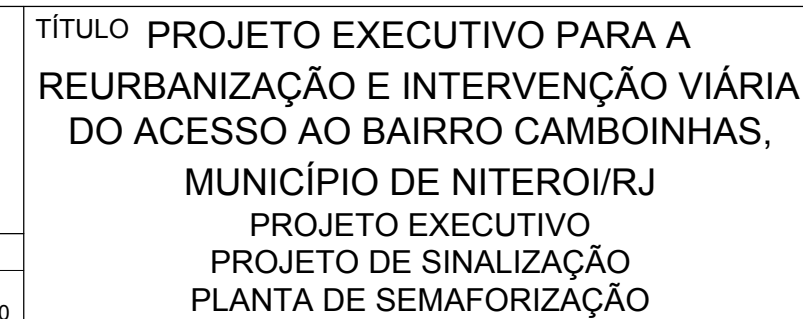 TÍTULO PROJETO EXECUTIVO PARA A
REURBANIZAÇÃO E INTERVENÇÃO VIÁRIA
DO ACESSO AO BAIRRO CAMBOINHAS,
MUNICÍPIO DE NITEROI/RJ
PROJETO EXECUTIVO
PROJETO DE SINALIZAÇÃO
PLANTA DE SEMAFORIZAÇÃO